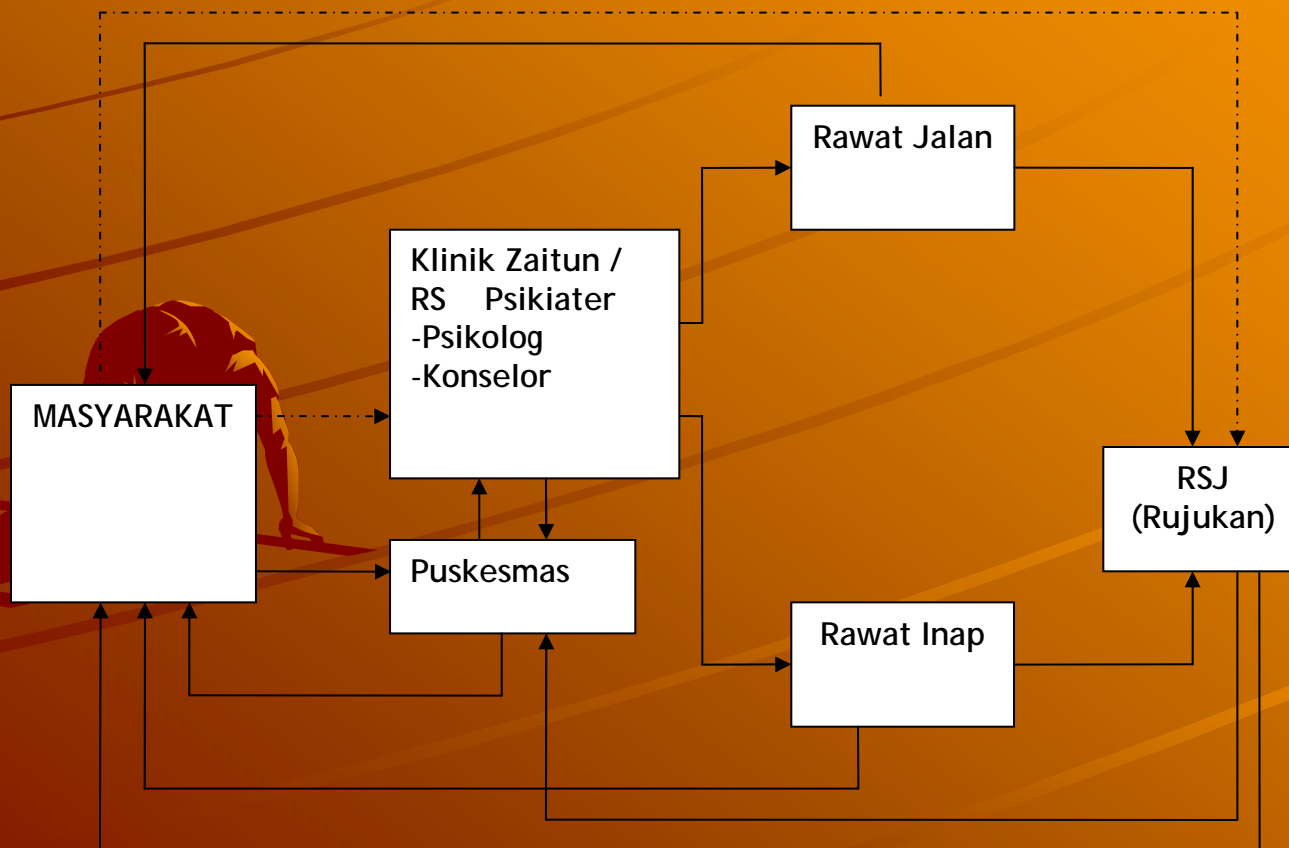 Rawat Jalan
Klinik Zaitun /
RS Psikiater
-Psikolog
-Konselor
MASYARAKAT
RSJ
(Rujukan)
Puskesmas
Rawat Inap